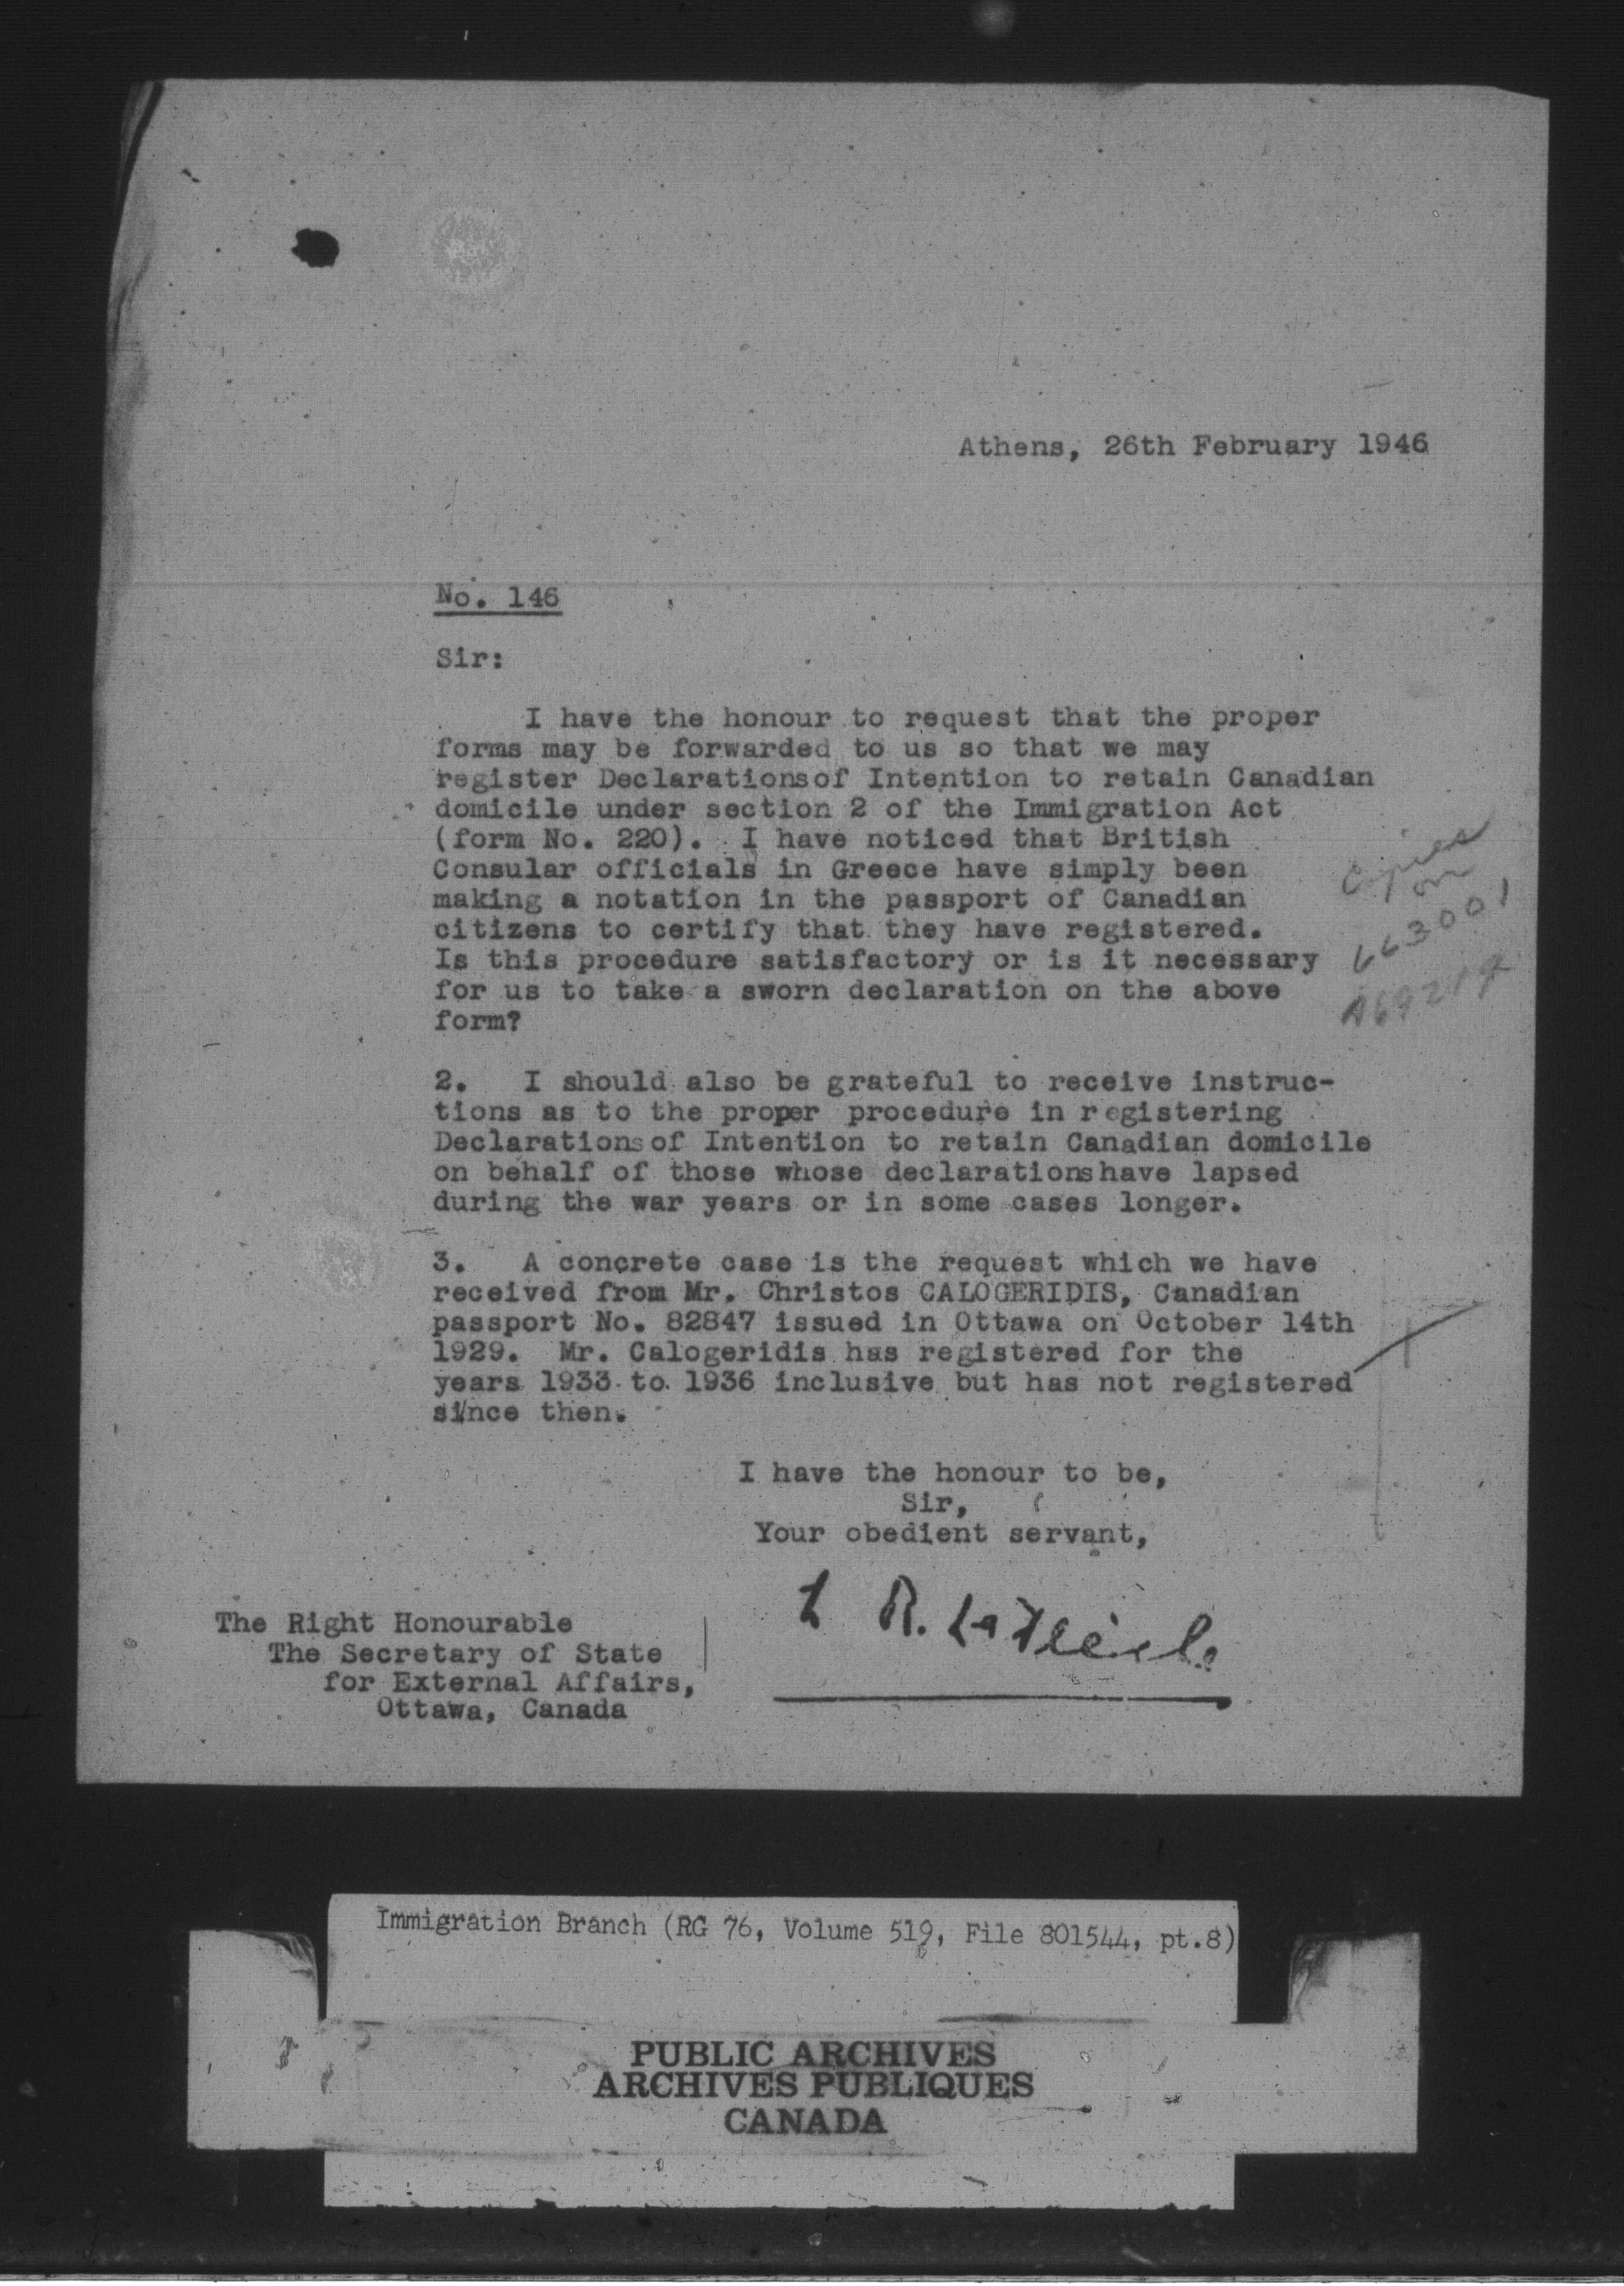 Athens, 26th February 1946
No. 146
Sir:
I have the honour to request that the proper
forms may be forwarded to us so that we may
register Declarationsof Intention to retain Canadian
domicile under section 2 of the Immigration Act
(form No. 220). I have noticed that British
Consular officials in Greece have simply been
making a notation in the passport of Canadian
citizens to certify that they have registered.
Is this procedure satisfactory or is it necessary
for us to take a sworn declaration on the above
form?
Copies
on
663001
2. I should also be grateful to receive instruc-
tions as to the proper procedure in registering
Declarationsof Intention to retain Canadian domicile
on behalf of those whose declarationshave lapsed
during the war years or in some cases longer.
3. A concrete case is the request which we have
received from Mr. Christos CALOGERIDIS, Canadian
passport No. 82847 issued in Ottawa on October 14th
1929. Mr. Calogeridis has registered for the
years 1933 to 1936 inclusive but has not registered
since then.
I have the honour to be,
Sir,
Your obedient servant,
The Right Honourable
The Secretary of State
for External Affairs,
Ottawa, Canada
Immigration Branch (RG 76, Volume 519, File 801544, pt.8)
PUBLIC ARCHIVES
ARCHIVES PUBLIQUES
CANADA